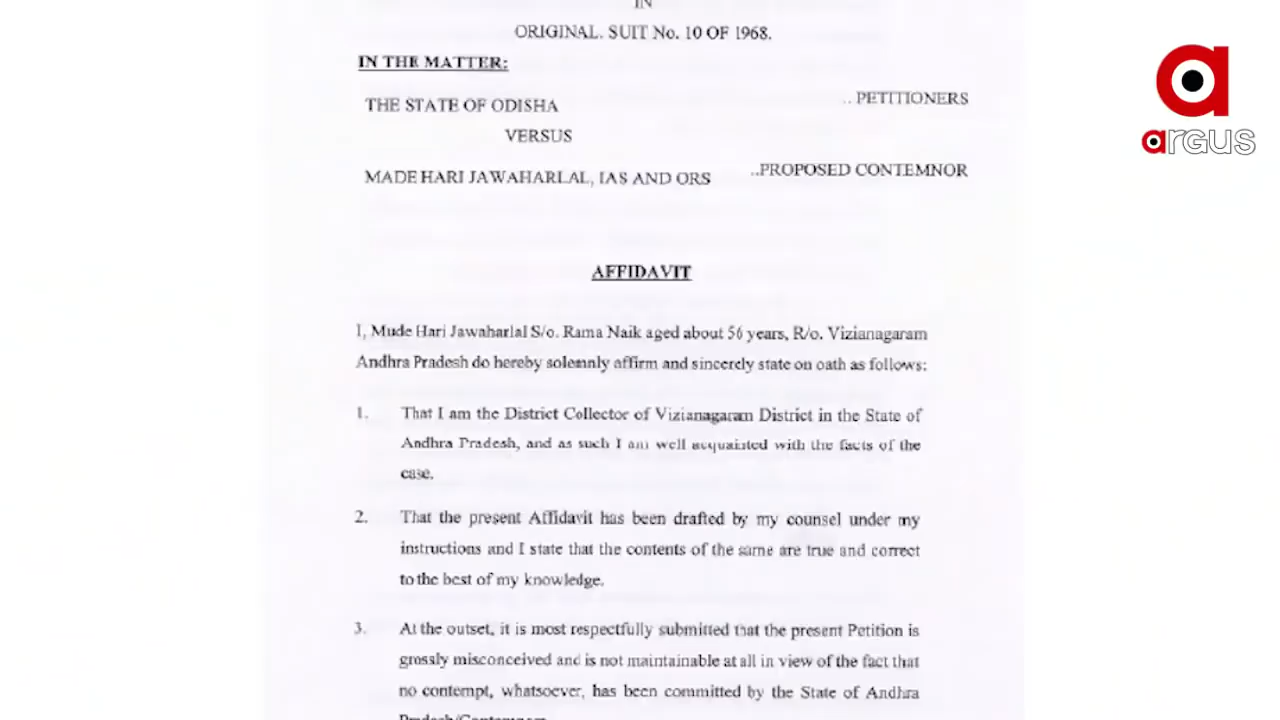 IN
ORIGINAL. SUIT No. 10 OF 1968.
IN THE MATTER:
THE STATE OF ODISHA
.. PETITIONERS
VERSUS
MADE HARI JAWAHARLAL, IAS AND ORS
..PROPOSED CONTEMNOR
AFFIDAVIT
I, Mude Hari Jawaharlal S/o. Rama Naik aged about 56 years, R/o. Vizianagaram
Andhra Pradesh do hereby solemnly affirm and sincerely state on oath as follows:
1. That I am the District Collector of Vizianagaram District in the State of
Andhra Pradesh, and as such I am well acquainted with the facts of the
case.
2. That the present Affidavit has been drafted by my counsel under my
instructions and I state that the contents of the same are true and correct
to the best of my knowledge.
3. At the outset, it is most respectfully submitted that the present Petition is
grossly misconceived and is not maintainable at all in view of the fact that
no contempt, whatsoever, has been committed by the State of Andhra
Pradesh/Contemnors
a
argus